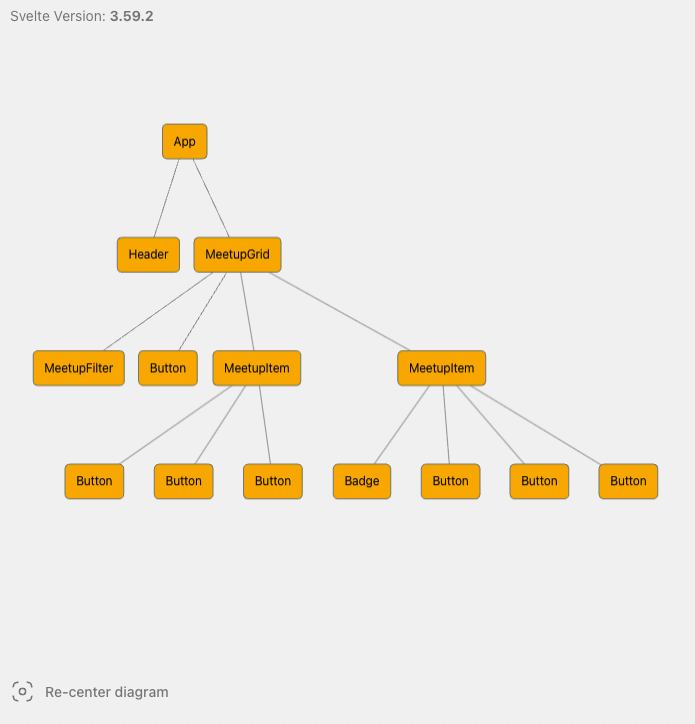 Svelte Version: 3.59.2
App
Header
MeetupGrid
MeetupFilter
Button
MeetupItem
MeetupItem
Button
Button
Button
Badge
Button
Button
Button
Re-center diagram